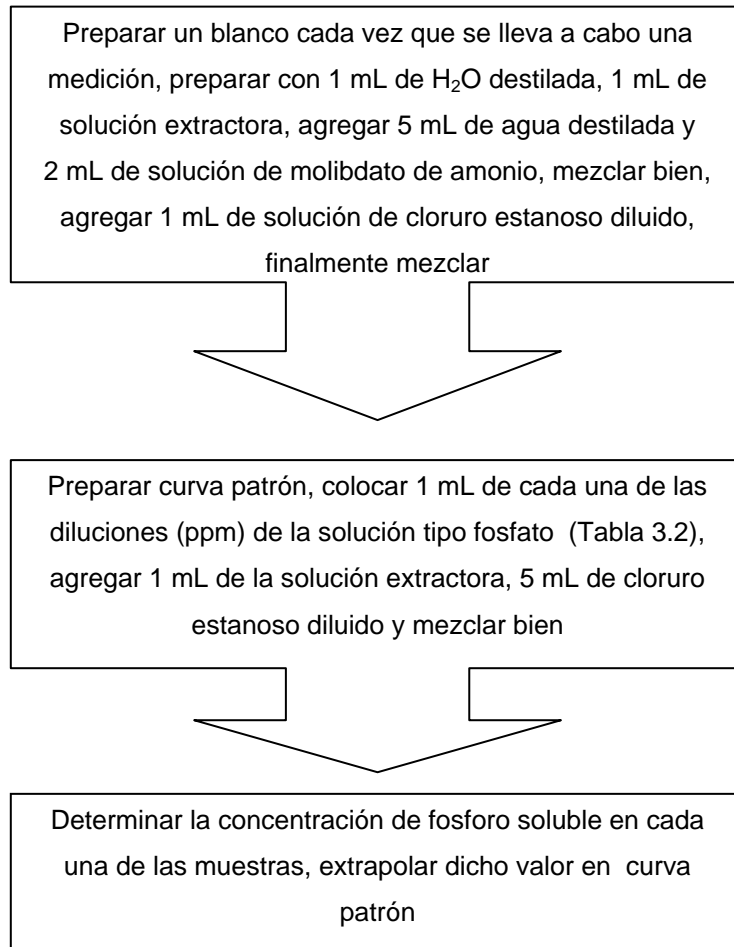 Preparar un blanco cada vez que se lleva a cabo una
medición, preparar con 1 mL de H₂O destilada, 1 mL de
solución extractora, agregar 5 mL de agua destilada y
2 mL de solución de molibdato de amonio, mezclar bien,
agregar 1 mL de solución de cloruro estanoso diluido,
finalmente mezclar
Preparar curva patrón, colocar 1 mL de cada una de las
diluciones (ppm) de la solución tipo fosfato (Tabla 3.2),
agregar 1 mL de la solución extractora, 5 mL de cloruro
estanoso diluido y mezclar bien
Determinar la concentración de fosforo soluble en cada
una de las muestras, extrapolar dicho valor en curva
patrón